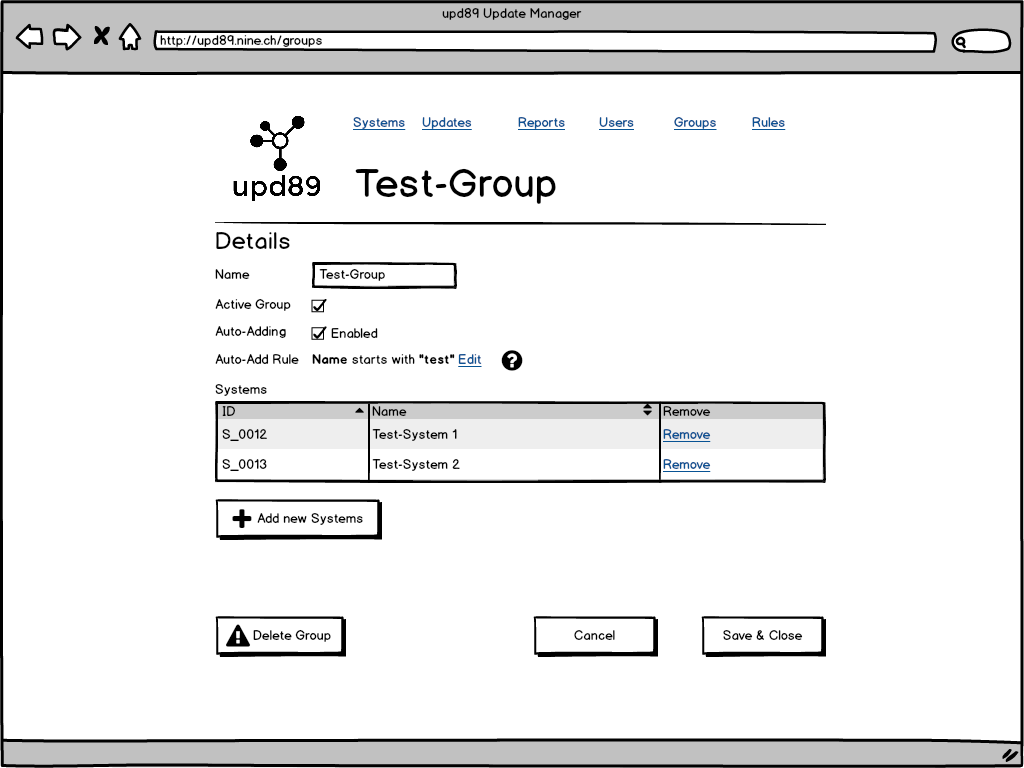 upd89 Update Manager
http://upd89.nine.ch/groups
Systems Updates Reports Users Groups Rules
upd89
Test-Group
Details
Name Test-Group
Active Group
Auto-Adding Enabled
Auto-Add Rule Name starts with "test" Edit ?
Systems
ID Name Remove
S_0012 Test-System 1 Remove
S_0013 Test-System 2 Remove
Add new Systems
Delete Group Cancel Save & Close